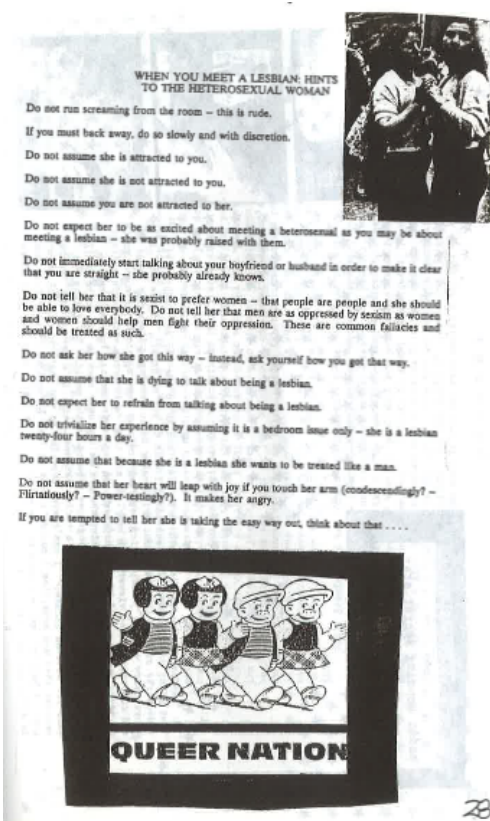 WHEN YOU MEET A LESBIAN: HINTS
TO THE HETEROSEXUAL WOMAN
Do not run screaming from the room – this is rude.
If you must back away, do so slowly and with discretion.
Do not assume she is attracted to you.
Do not assume she is not attracted to you.
Do not assume you are not attracted to her.
Do not expect her to be as excited about meeting a heterosexual as you may be about
meeting a lesbian – she was probably raised with them.
Do not immediately start talking about your boyfriend or husband in order to make it clear
that you are straight – she probably already knows.
Do not tell her that it is sexist to prefer women – that people are people and she should
be able to love everybody. Do not tell her that men are as oppressed by sexism as women
and women should help men fight their oppression. These are common fallacies and
should be treated as such.
Do not ask her how she got this way – instead, ask yourself how you got that way.
Do not assume that she is dying to talk about being a lesbian.
Do not expect her to refrain from talking about being a lesbian.
Do not trivialize her experience by assuming it is a bedroom issue only – she is a lesbian
twenty-four hours a day.
Do not assume that because she is a lesbian she wants to be treated like a man.
Do not assume that her heart will leap with joy if you touch her arm (condescendingly? –
Flirtatiously? – Power-testingly?). It makes her angry.
If you are tempted to tell her she is taking the easy way out, think about that . . . .
QUEER NATION
28